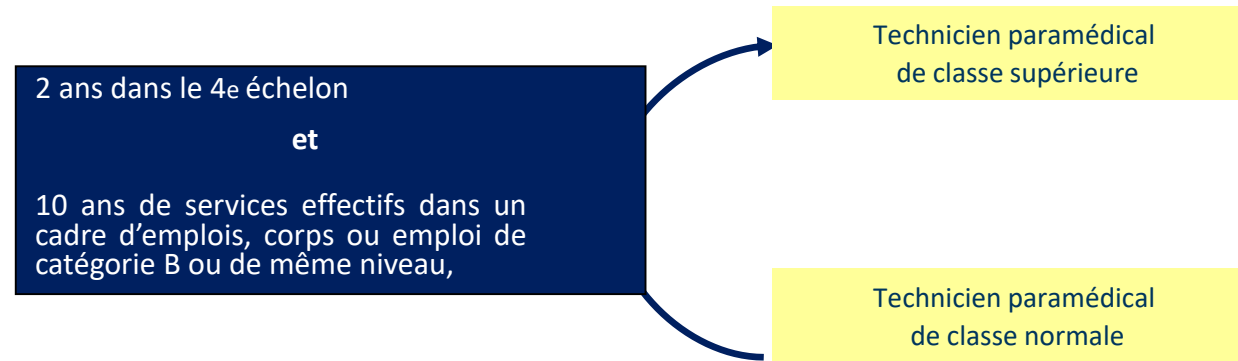 Technicien paramédical
de classe supérieure
2 ans dans le 4e échelon
et
10 ans de services effectifs dans un
cadre d’emplois, corps ou emploi de
catégorie B ou de même niveau,
Technicien paramédical
de classe normale